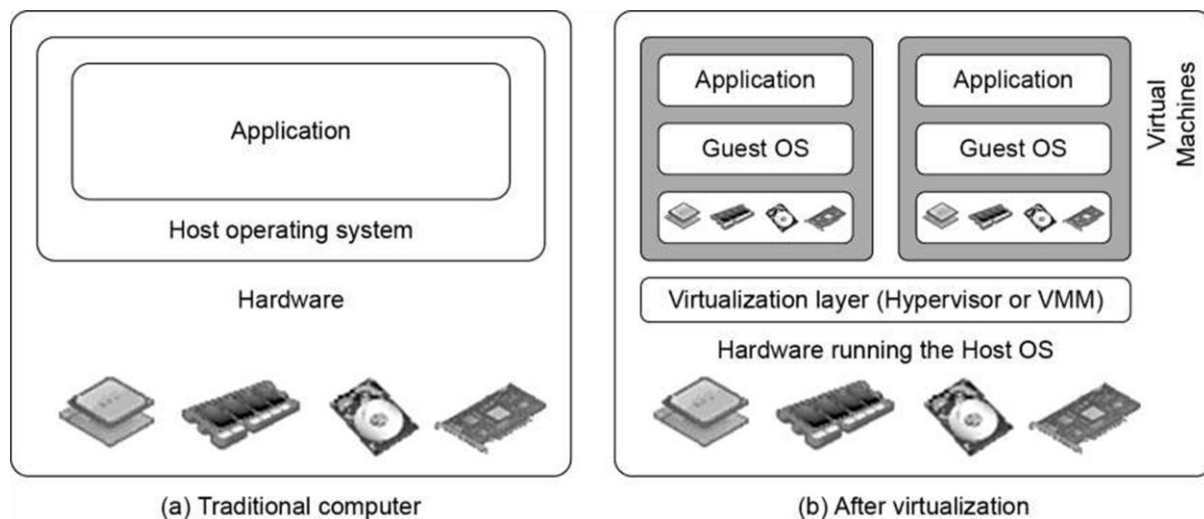 Application
Host operating system
Hardware
(a) Traditional computer
Application
Guest OS
Application
Guest OS
Virtual
Machines
Virtualization layer (Hypervisor or VMM)
Hardware running the Host OS
(b) After virtualization